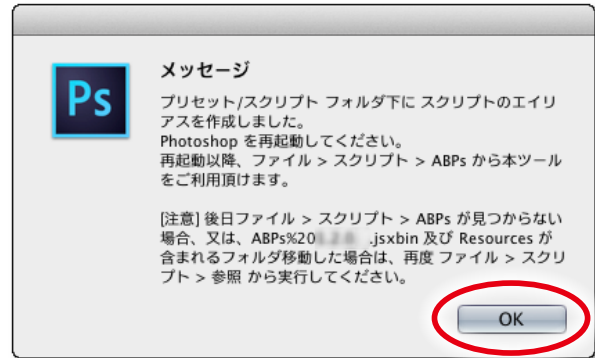 Ps
メッセージ
プリセット/スクリプト フォルダ下に スクリプトのエイリ
アスを作成しました。
Photoshop を再起動してください。
再起動以降、ファイル > スクリプト > ABPs から本ツール
をご利用頂けます。
[注意] 後日ファイル > スクリプト > ABPs が見つからない
場合、又は、ABPs%20 .jsxbin 及び Resources が
含まれるフォルダ移動した場合は、再度 ファイル > スクリ
プト > 参照 から実行してください。
OK